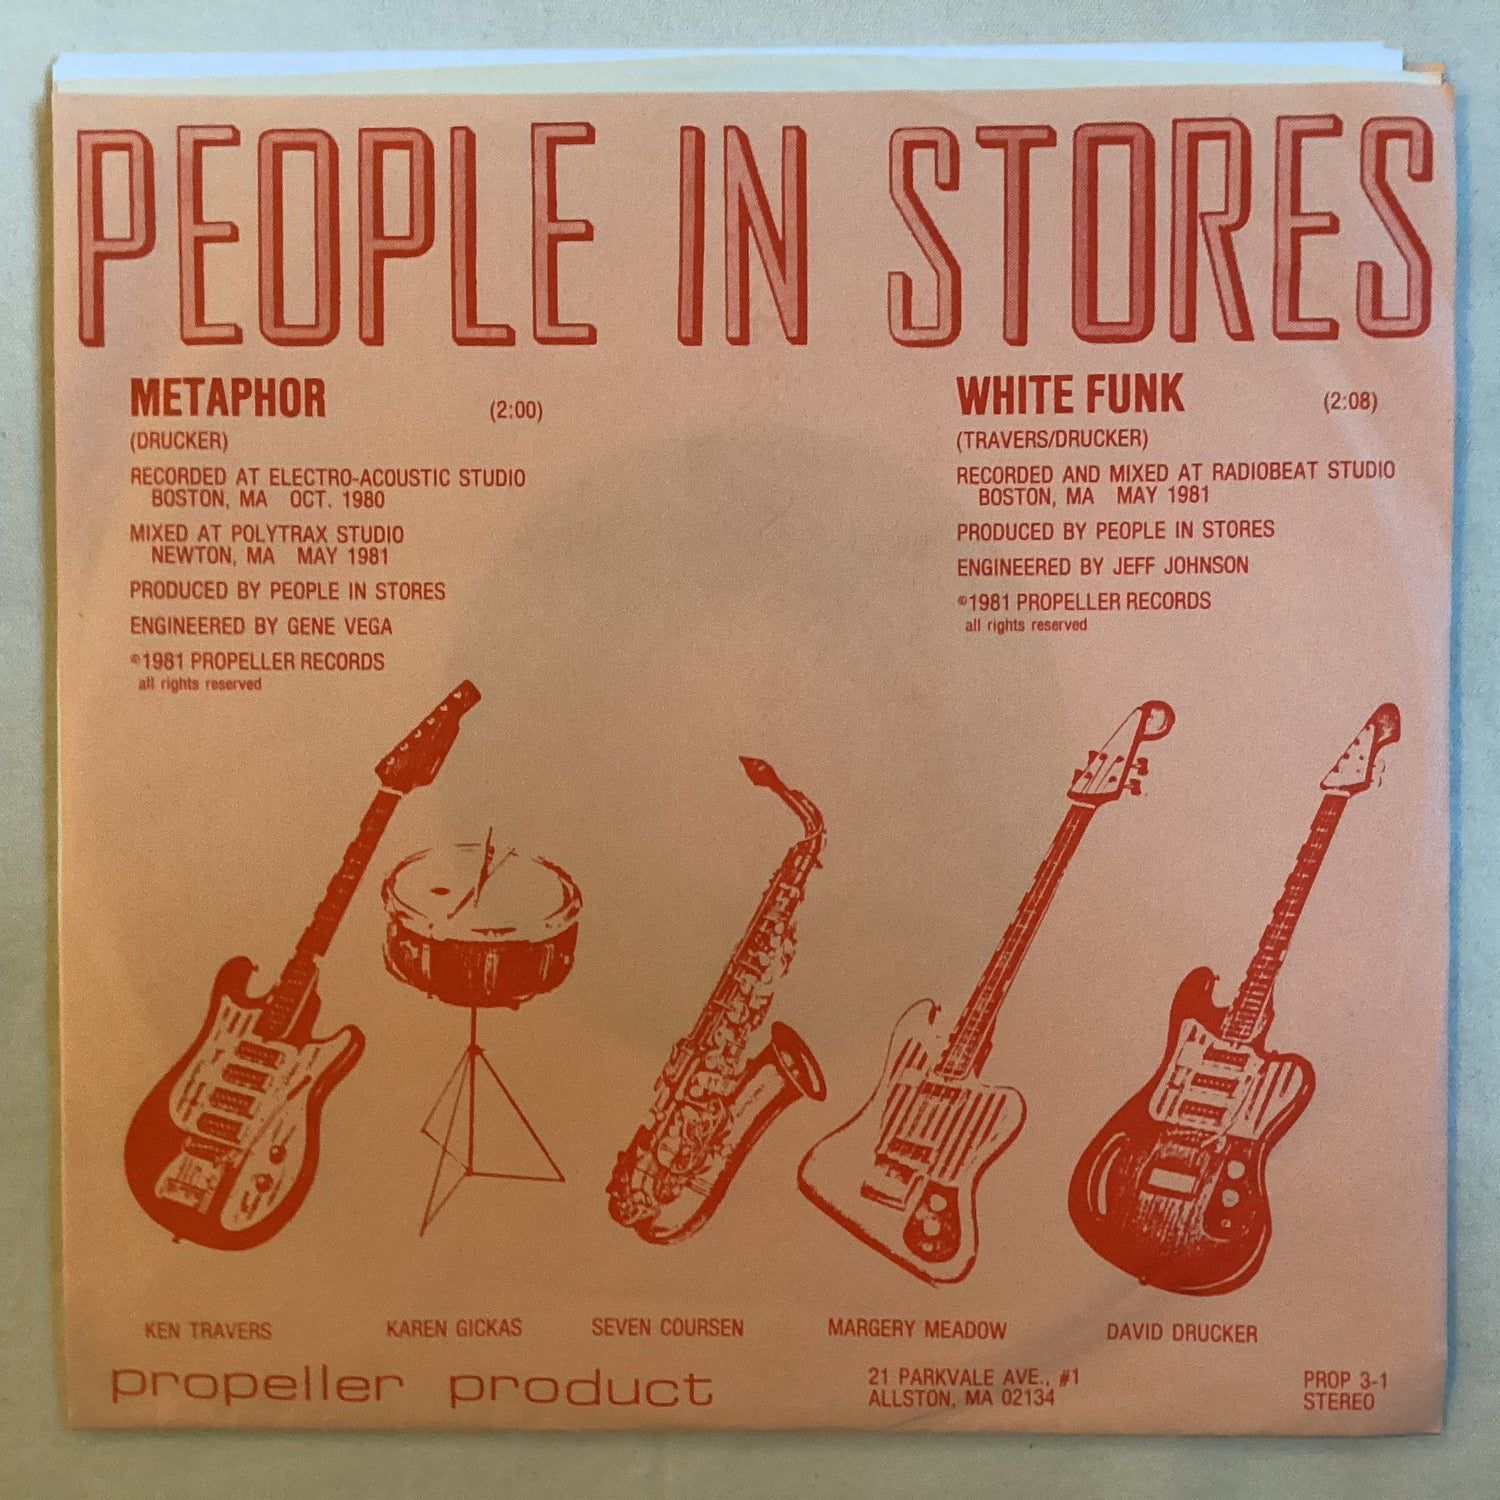 PEOPLE IN STORES
METAPHOR (2:00)
(DRUCKER)
RECORDED AT ELECTRO-ACOUSTIC STUDIO
BOSTON, MA OCT. 1980
MIXED AT POLYTRAX STUDIO
NEWTON, MA MAY 1981
PRODUCED BY PEOPLE IN STORES
ENGINEERED BY GENE VEGA
©1981 PROPELLER RECORDS
all rights reserved
WHITE FUNK (2:08)
(TRAVERS/DRUCKER)
RECORDED AND MIXED AT RADIOBEAT STUDIO
BOSTON, MA MAY 1981
PRODUCED BY PEOPLE IN STORES
ENGINEERED BY JEFF JOHNSON
©1981 PROPELLER RECORDS
all rights reserved
KEN TRAVERS
KAREN GICKAS
SEVEN COURSEN
MARGERY MEADOW
DAVID DRUCKER
propeller product
21 PARKVALE AVE., #1
ALLSTON, MA 02134
PROP 3-1
STEREO